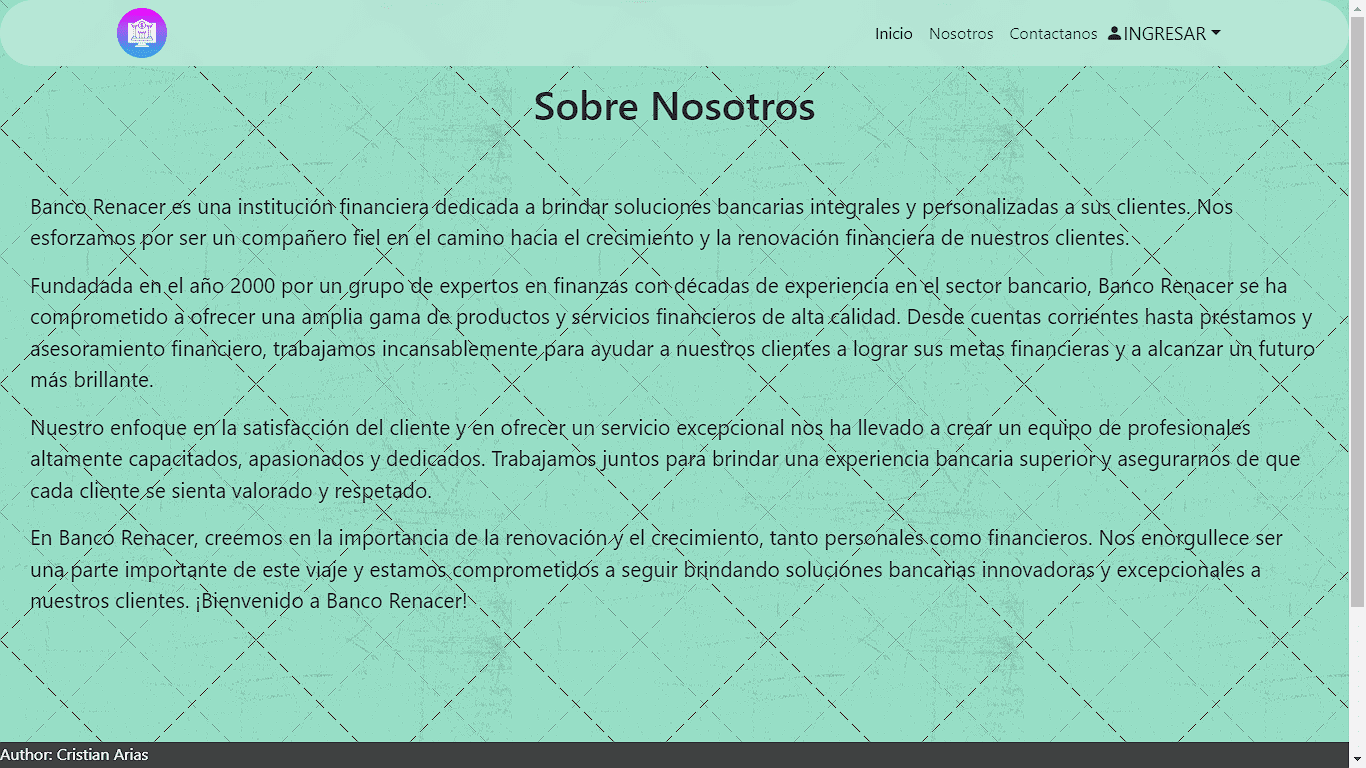 Inicio Nosotros Contactanos INGRESAR
Sobre Nosotros
Banco Renacer es una institución financiera dedicada a brindar soluciones bancarias integrales y personalizadas a sus clientes. Nos
esforzamos por ser un compañero fiel en el camino hacia el crecimiento y la renovación financiera de nuestros clientes.
Fundadada en el año 2000 por un grupo de expertos en finanzas con décadas de experiencia en el sector bancario, Banco Renacer se ha
comprometido a ofrecer una amplia gama de productos y servicios financieros de alta calidad. Desde cuentas corrientes hasta préstamos y
asesoramiento financiero, trabajamos incansablemente para ayudar a nuestros clientes a lograr sus metas financieras y a alcanzar un futuro
más brillante.
Nuestro enfoque en la satisfacción del cliente y en ofrecer un servicio excepcional nos ha llevado a crear un equipo de profesionales
altamente capacitados, apasionados y dedicados. Trabajamos juntos para brindar una experiencia bancaria superior y asegurarnos de que
cada cliente se sienta valorado y respetado.
En Banco Renacer, creemos en la importancia de la renovación y el crecimiento, tanto personales como financieros. Nos enorgullece ser
una parte importante de este viaje y estamos comprometidos a seguir brindando soluciones bancarias innovadoras y excepcionales a
nuestros clientes. ¡Bienvenido a Banco Renacer!
Author: Cristian Arias